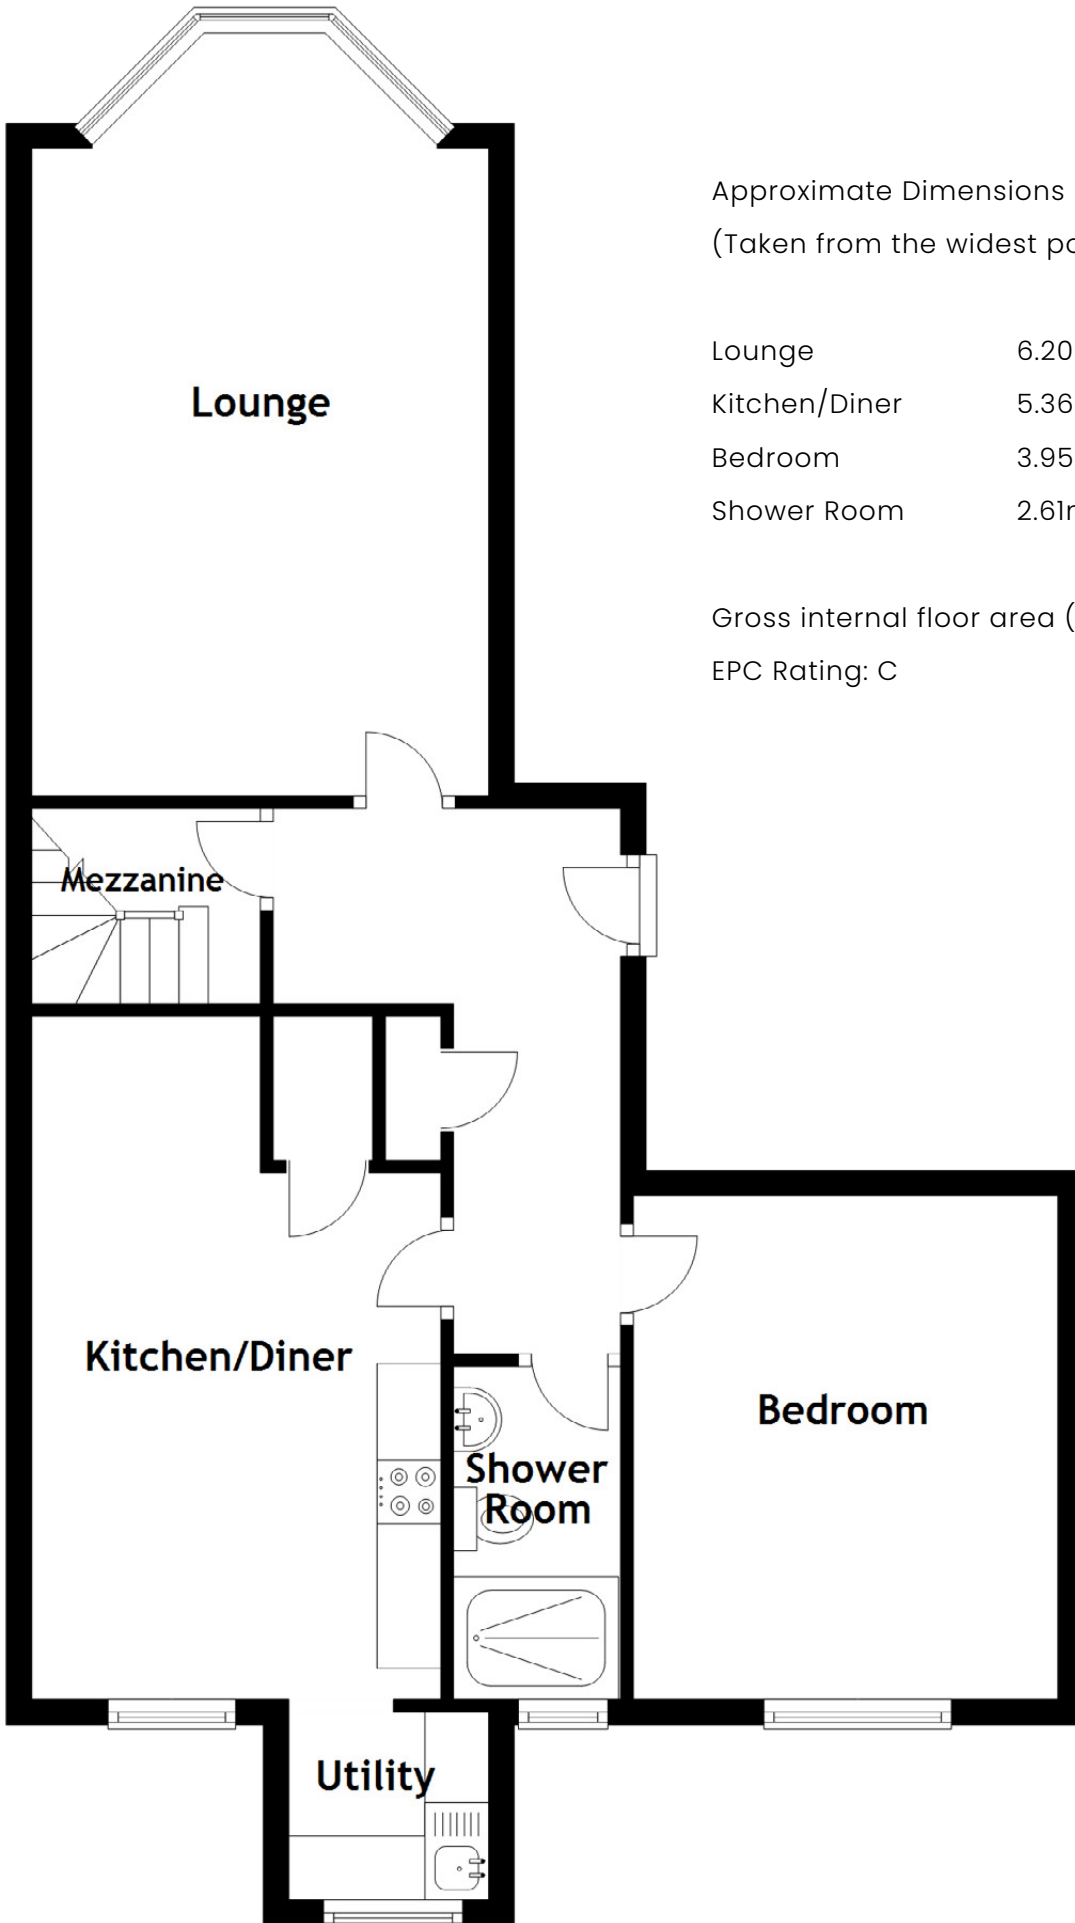 Approximate Dimensions
(Taken from the widest
Lounge 6.20
Kitchen/Diner 5.36
Bedroom 3.95
Shower Room 2.61
Gross internal floor area (
EPC Rating: C
Lounge
Mezzanine
Kitchen/Diner
Bedroom
Shower
Room
Utility